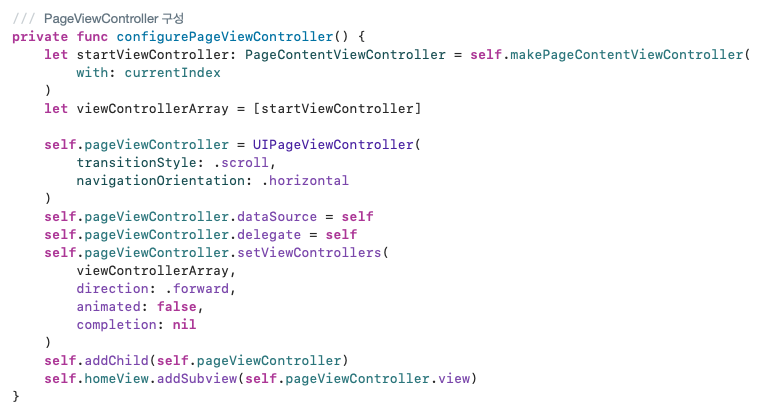 /// PageViewController 구성
private func configurePageViewController() {
    let startViewController: PageContentViewController = self.makePageContentViewController(
        with: currentIndex
    )
    let viewControllerArray = [startViewController]

    self.pageViewController = UIPageViewController(
        transitionStyle: .scroll,
        navigationOrientation: .horizontal
    )
    self.pageViewController.dataSource = self
    self.pageViewController.delegate = self
    self.pageViewController.setViewControllers(
        viewControllerArray,
        direction: .forward,
        animated: false,
        completion: nil
    )
    self.addChild(self.pageViewController)
    self.homeView.addSubview(self.pageViewController.view)
}